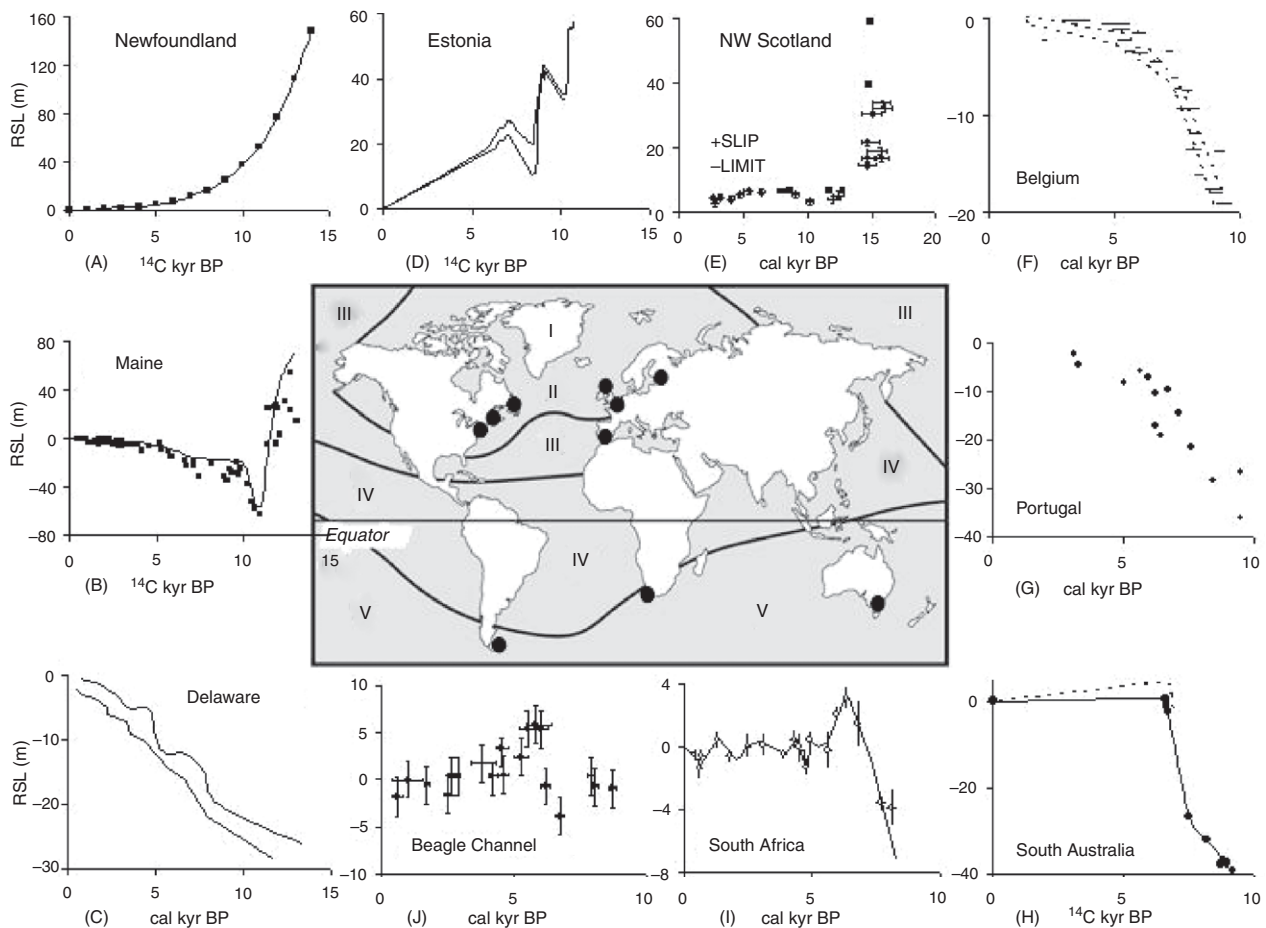 Newfoundland
160
120
80
40
0
RSL (m)
0 5 10 15
(A) ¹⁴C kyr BP
Estonia
60
40
20
0
0 5 10 15
(D) ¹⁴C kyr BP
NW Scotland
60
40
20
0
+SLIP
–LIMIT
0 5 10 15 20
(E) cal kyr BP
0
–10
–20
Belgium
0 5 10
(F) cal kyr BP
Maine
80
40
0
–40
–80
RSL (m)
0 5 10 15
(B) ¹⁴C kyr BP
III
I
III
II
III
IV
IV
Equator
IV
V
V
0
–10
–20
–30
–40
Portugal
0 5 10
(G) cal kyr BP
Delaware
0
–10
–20
–30
RSL (m)
0 5 10 15
(C) cal kyr BP
10
5
0
–5
–10
Beagle Channel
0 5 10
(J) cal kyr BP
4
0
–4
–8
South Africa
0 5 10
(I) cal kyr BP
0
–20
–40
South Australia
0 5 10
(H) ¹⁴C kyr BP